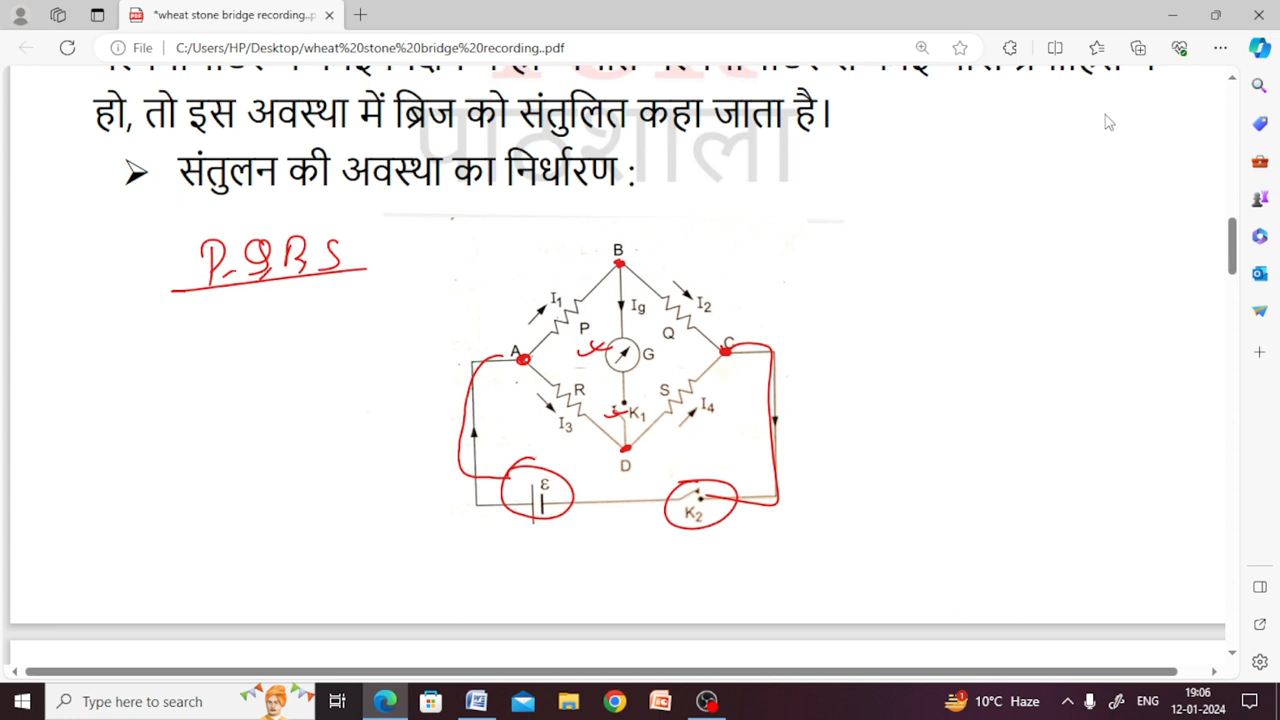 *wheat stone bridge recording..p
File C:/Users/HP/Desktop/wheat%20stone%20bridge%20recording..pdf
हो, तो इस अवस्था में ब्रिज को संतुलित कहा जाता है।
पाठशाला
➢ संतुलन की अवस्था का निर्धारण :
P, Q, R, S
B
I1 Ig I2
P Q
A G C
R S
K1
I3 I4
D
ε
K2
Type here to search
10°C Haze
ENG
19:06
12-01-2024